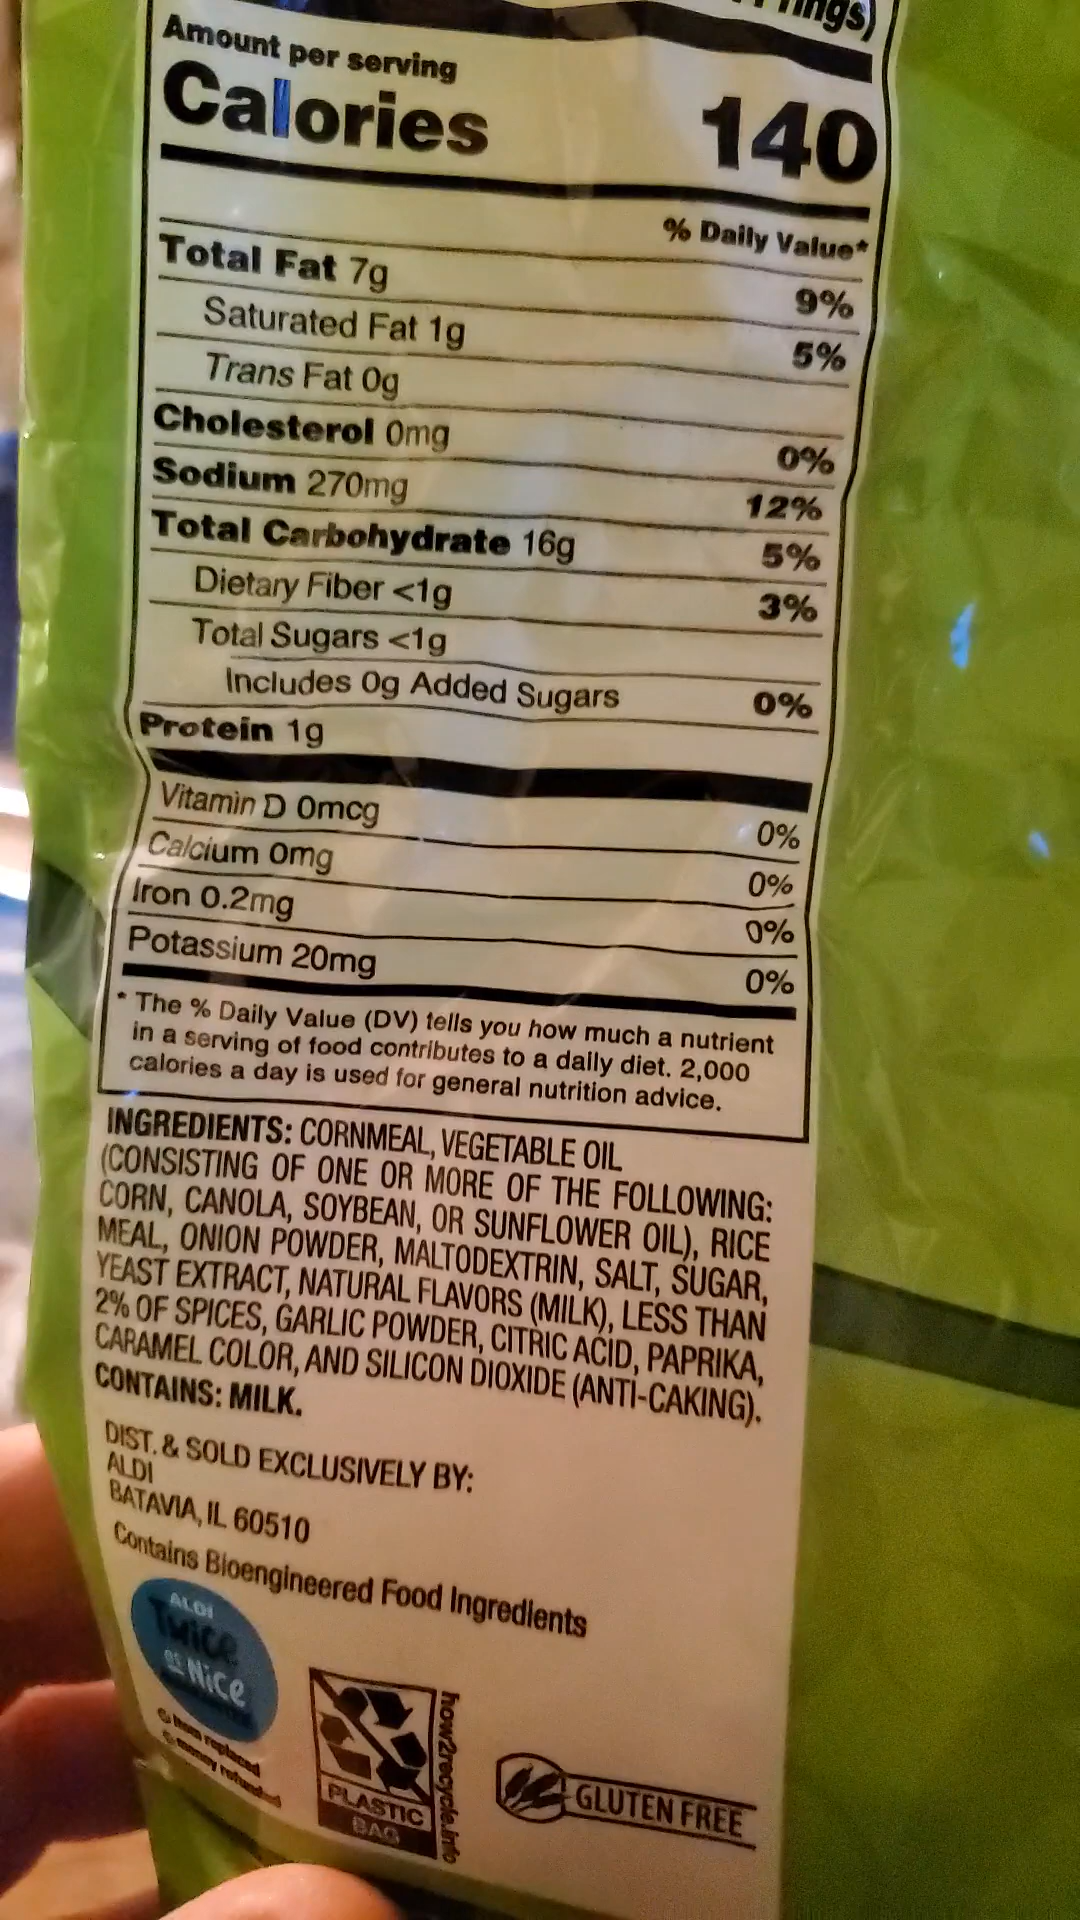 ings)
Amount per serving
Calories 140
% Daily Value*
Total Fat 7g 9%
Saturated Fat 1g 5%
Trans Fat 0g
Cholesterol 0mg 0%
Sodium 270mg 12%
Total Carbohydrate 16g 5%
Dietary Fiber <1g 3%
Total Sugars <1g
Includes 0g Added Sugars 0%
Protein 1g
Vitamin D 0mcg 0%
Calcium 0mg 0%
Iron 0.2mg 0%
Potassium 20mg 0%
* The % Daily Value (DV) tells you how much a nutrient
in a serving of food contributes to a daily diet. 2,000
calories a day is used for general nutrition advice.
INGREDIENTS: CORNMEAL, VEGETABLE OIL
(CONSISTING OF ONE OR MORE OF THE FOLLOWING:
CORN, CANOLA, SOYBEAN, OR SUNFLOWER OIL), RICE
MEAL, ONION POWDER, MALTODEXTRIN, SALT, SUGAR,
YEAST EXTRACT, NATURAL FLAVORS (MILK), LESS THAN
2% OF SPICES, GARLIC POWDER, CITRIC ACID, PAPRIKA,
CARAMEL COLOR, AND SILICON DIOXIDE (ANTI-CAKING).
CONTAINS: MILK.
DIST. & SOLD EXCLUSIVELY BY:
ALDI
BATAVIA, IL 60510
Contains Bioengineered Food Ingredients
ALDI
Twice
as Nice
item replaced
money refunded
PLASTIC
BAG
how2recycle.info
GLUTEN FREE